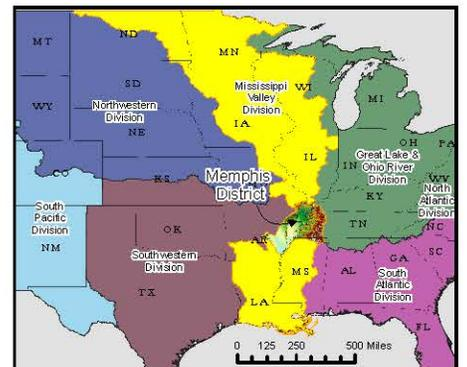 MT
ND
MN
WI
MI
SD
WY
Northwestern
Division
NE
IA
Mississippi
Valley
Division
IL
IN
OH
PA
Great Lake &
Ohio River
Division
WV
KY
North
Atlantic
Division
CO
KS
Memphis
District
TN
NC
South
Pacific
Division
NM
OK
AR
Southwestern
Division
TX
MS
LA
AL
GA
SC
South
Atlantic
Division
FL
0 125 250 500 Miles